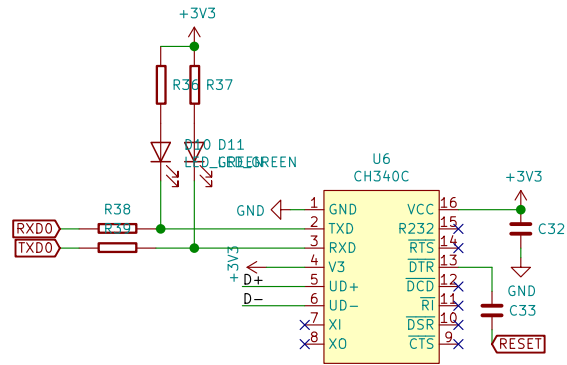 +3V3
R36 R37
D10 D11
LED_GREEN LED_GREEN
U6
CH340C
+3V3
R38
R39
RXD0
TXD0
GND
+3V3
D+
D-
1 GND VCC 16
2 TXD R232 15
3 RXD RTS 14
4 V3 DTR 13
5 UD+ DCD 12
6 UD- RI 11
7 XI DSR 10
8 XO CTS 9
C32
GND
C33
RESET